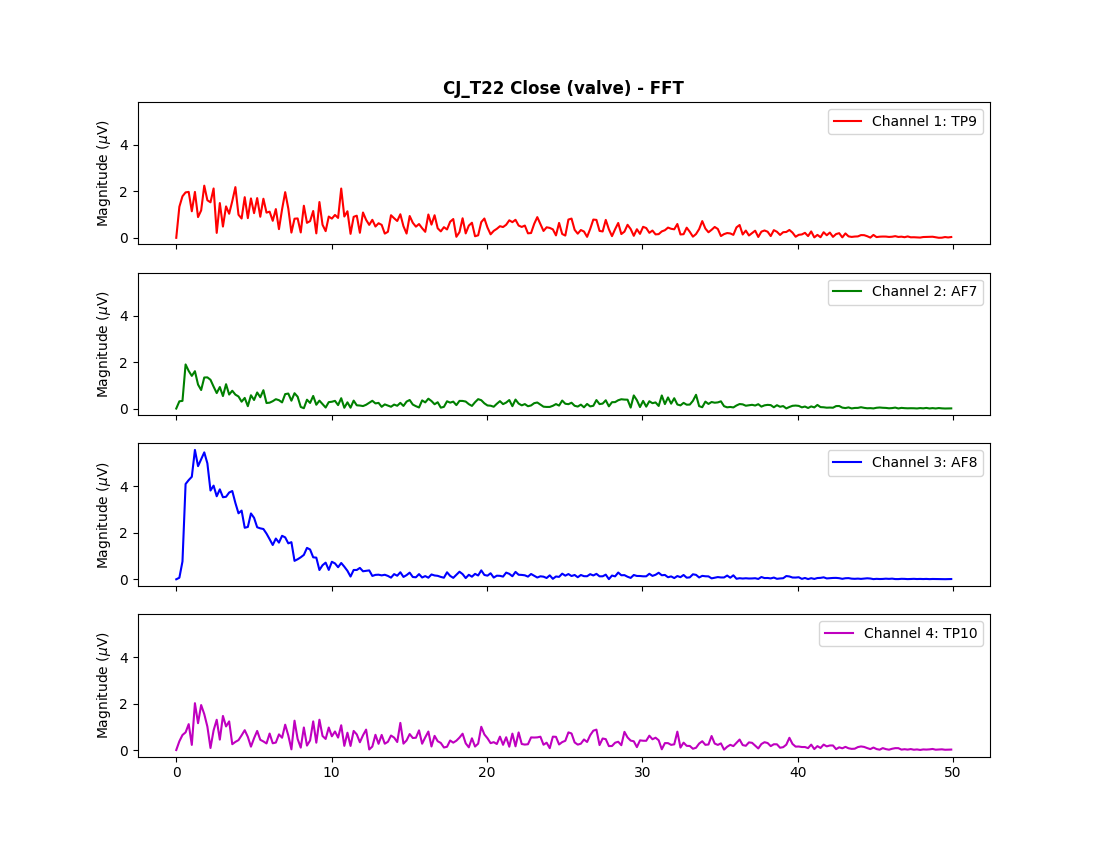 CJ_T22 Close (valve) - FFT
Magnitude (μV)
4
2
0
Channel 1: TP9
Magnitude (μV)
4
2
0
Channel 2: AF7
Magnitude (μV)
4
2
0
Channel 3: AF8
Magnitude (μV)
4
2
0
Channel 4: TP10
0 10 20 30 40 50